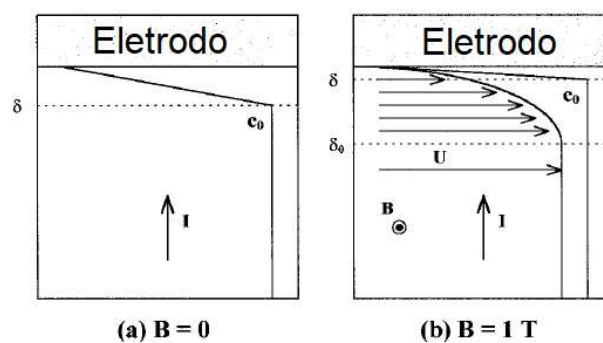 Eletrodo
δ
c₀
I
(a) B = 0
Eletrodo
δ
c₀
δ₀
U
B
I
(b) B = 1 T